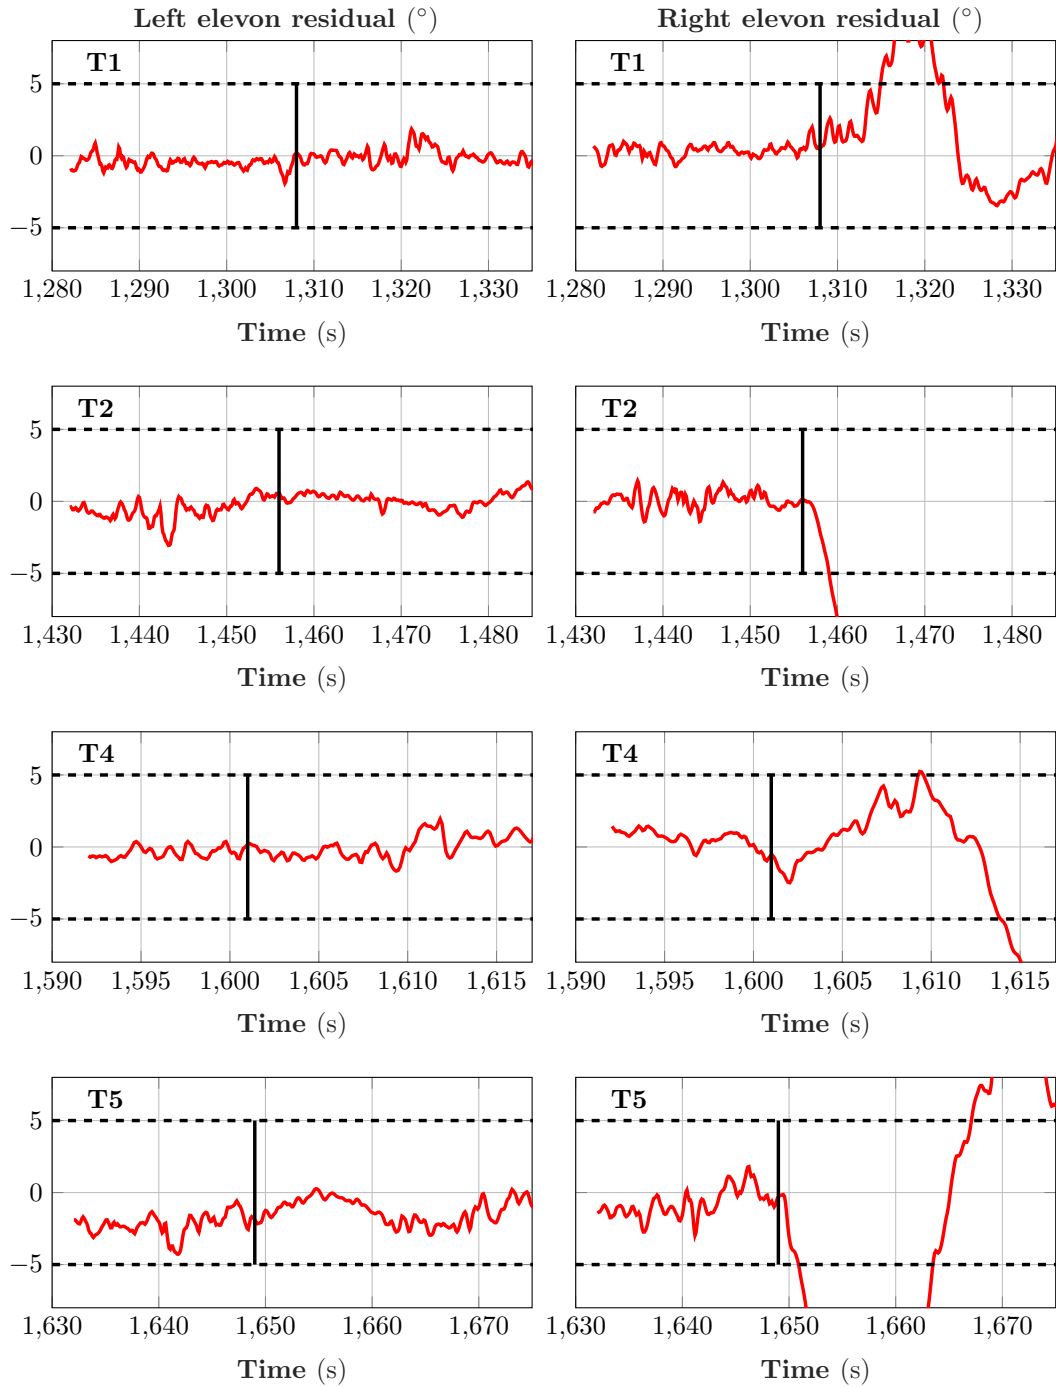 Left elevon residual (°) Right elevon residual (°)
T1 T1
5
0
−5
1,280 1,290 1,300 1,310 1,320 1,330 1,280 1,290 1,300 1,310 1,320 1,330
Time (s) Time (s)
T2 T2
5
0
−5
1,430 1,440 1,450 1,460 1,470 1,480 1,430 1,440 1,450 1,460 1,470 1,480
Time (s) Time (s)
T4 T4
5
0
−5
1,590 1,595 1,600 1,605 1,610 1,615 1,590 1,595 1,600 1,605 1,610 1,615
Time (s) Time (s)
T5 T5
5
0
−5
1,630 1,640 1,650 1,660 1,670 1,630 1,640 1,650 1,660 1,670
Time (s) Time (s)